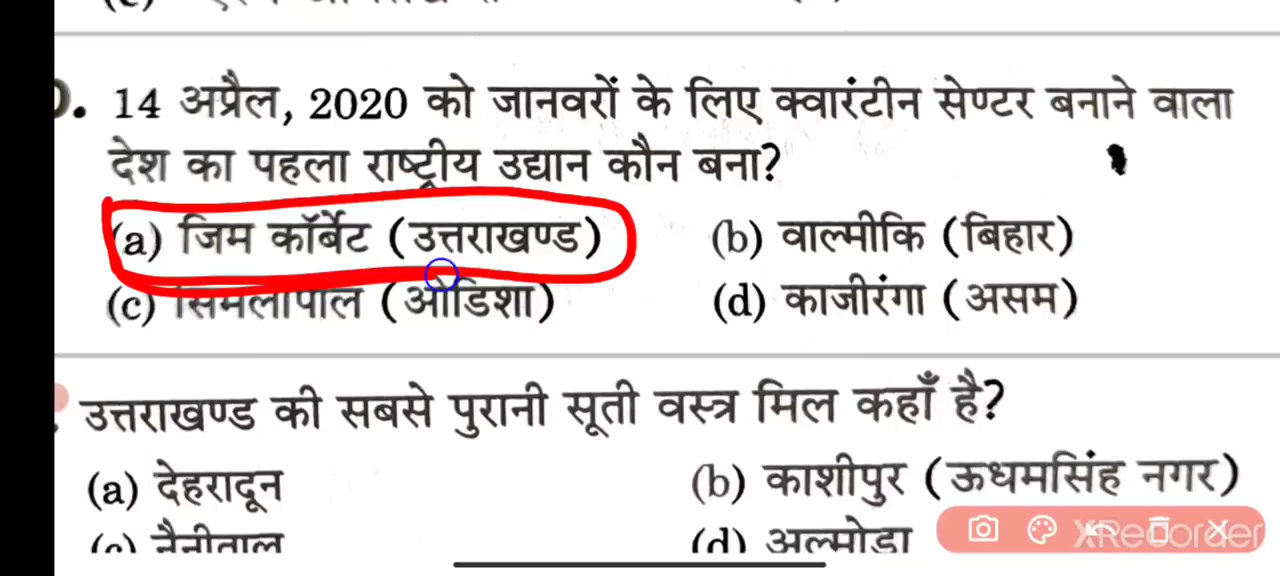 14 अप्रैल, 2020 को जानवरों के लिए क्वारंटीन सेण्टर बनाने वाला
देश का पहला राष्ट्रीय उद्यान कौन बना?
(a) जिम कॉर्बेट (उत्तराखण्ड) (b) वाल्मीकि (बिहार)
(c) सिमलीपाल (ओडिशा) (d) काजीरंगा (असम)
उत्तराखण्ड की सबसे पुरानी सूती वस्त्र मिल कहाँ है?
(a) देहरादून (b) काशीपुर (ऊधमसिंह नगर)
(c) नैनीताल (d) अल्मोडा
XRecorder